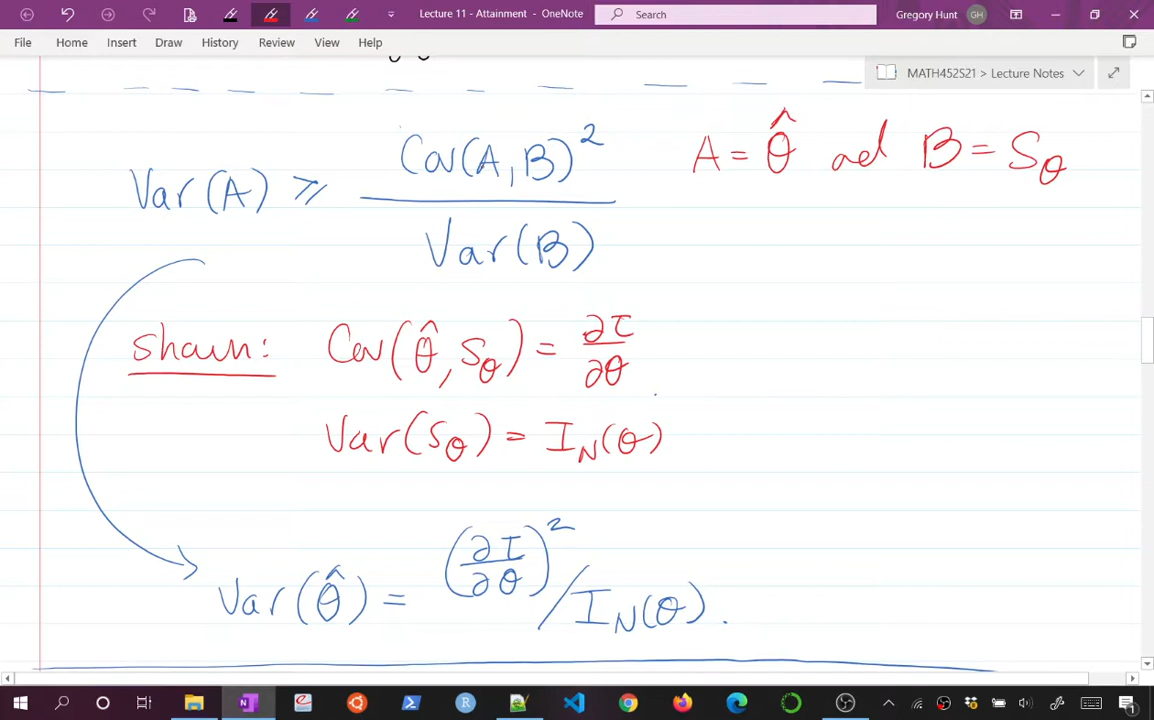 Lecture 11 - Attainment - OneNote
Search
Gregory Hunt
GH
File Home Insert Draw History Review View Help
MATH452S21 > Lecture Notes
Var(A) ≥ Cov(A,B)² / Var(B)
A = θ̂ and B = S_θ
Shown: Cov(θ̂, S_θ) = ∂τ/∂θ
Var(S_θ) = I_N(θ)
Var(θ̂) = (∂τ/∂θ)² / I_N(θ).